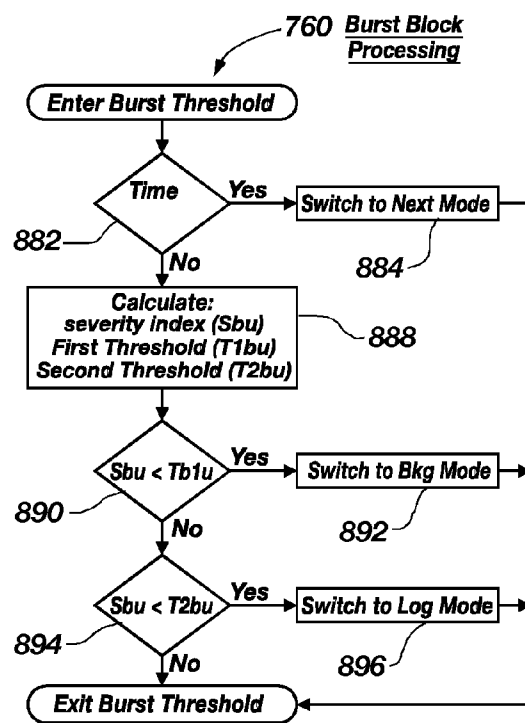 760 Burst Block
Processing
Enter Burst Threshold
Time
Yes
Switch to Next Mode
882
884
No
Calculate:
severity index (Sbu)
First Threshold (T1bu)
Second Threshold (T2bu)
888
Sbu < Tb1u
Yes
Switch to Bkg Mode
890
892
No
Sbu < T2bu
Yes
Switch to Log Mode
894
896
No
Exit Burst Threshold